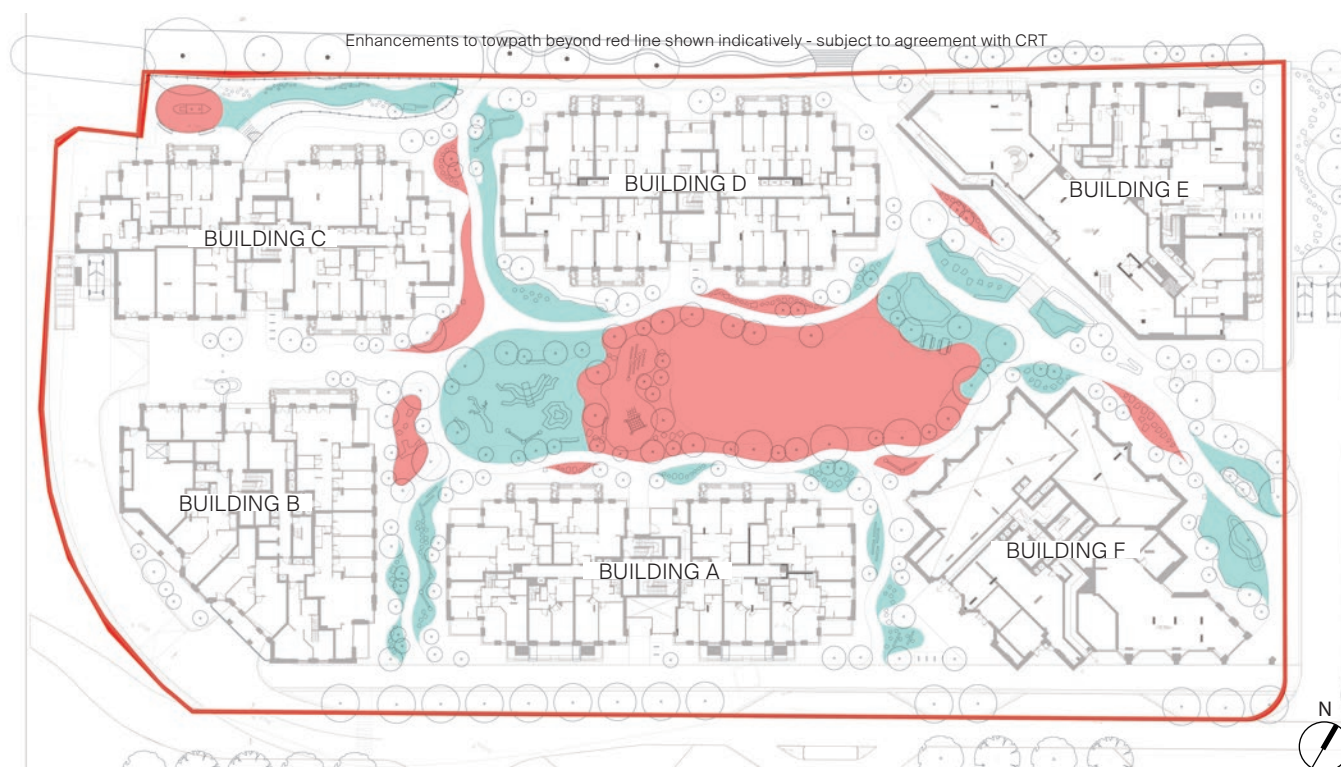 Enhancements to towpath beyond red line shown indicatively - subject to agreement with CRT
BUILDING D
BUILDING E
BUILDING C
BUILDING B
BUILDING A
BUILDING F
N